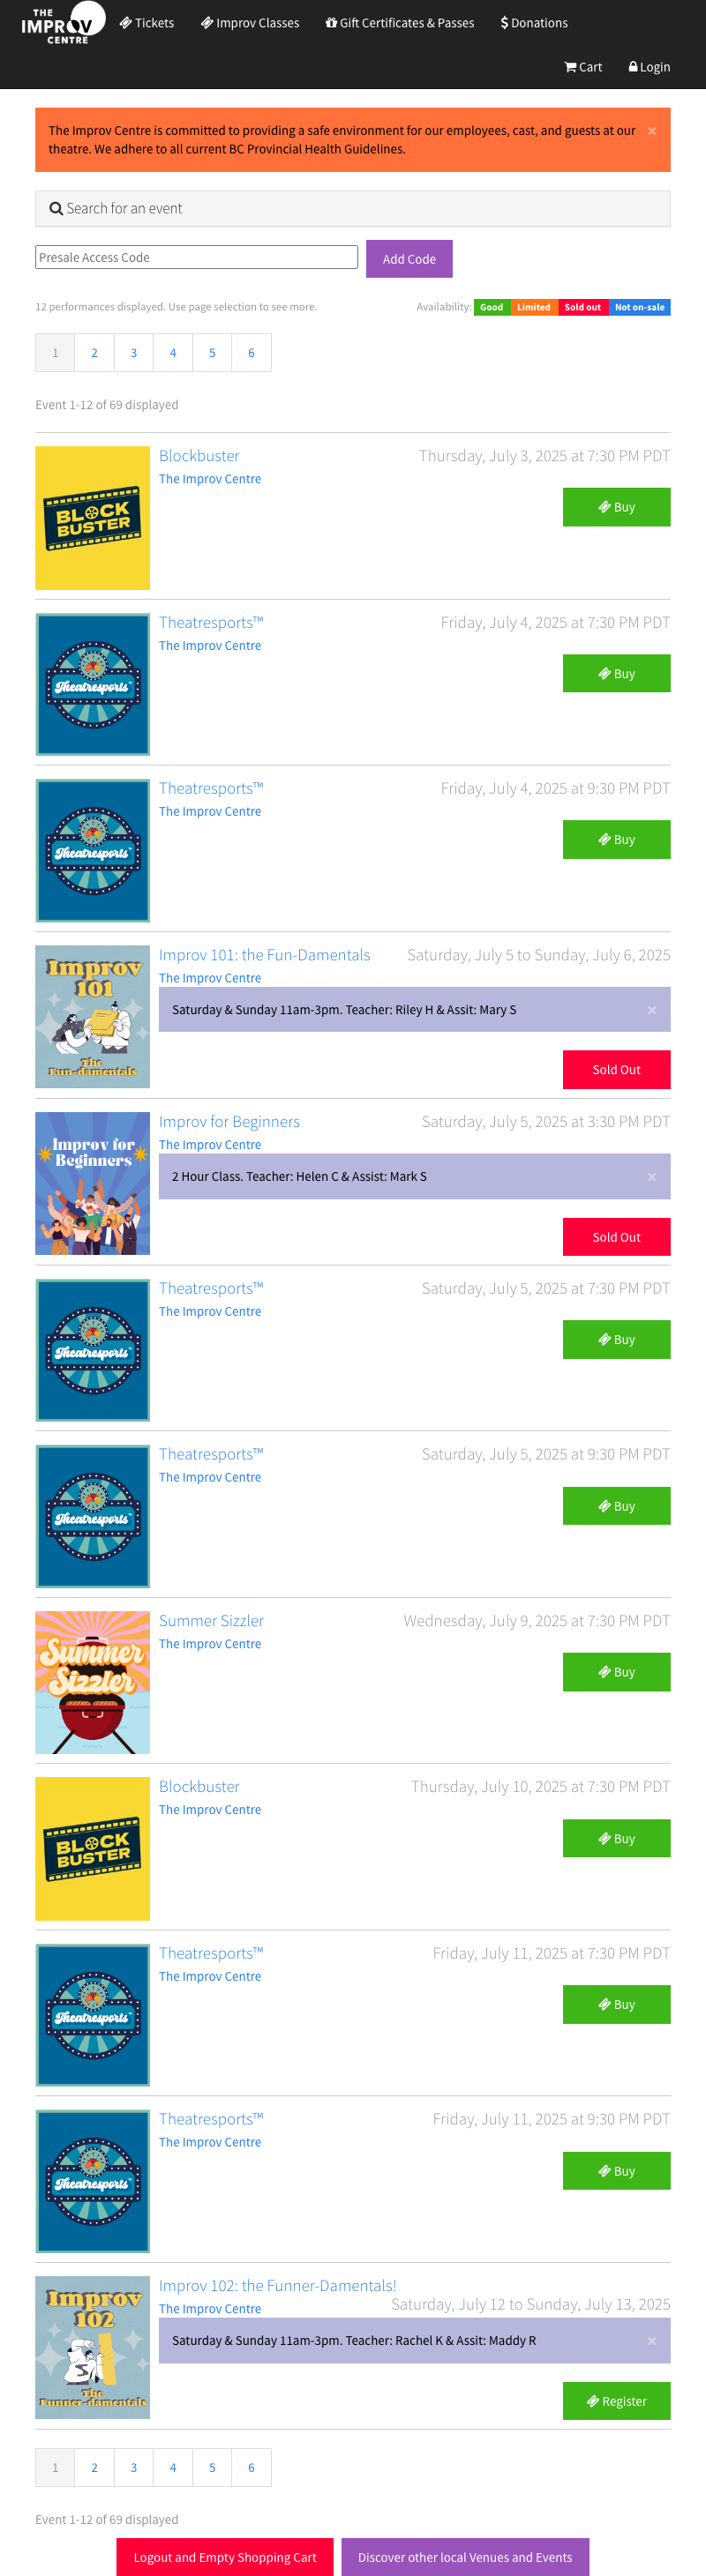 THE
IMPROV
CENTRE
Tickets
Improv Classes
Gift Certificates & Passes
Donations
Cart
Login
The Improv Centre is committed to providing a safe environment for our employees, cast, and guests at our
theatre. We adhere to all current BC Provincial Health Guidelines.
×
Search for an event
Presale Access Code
Add Code
12 performances displayed. Use page selection to see more.
Availability: Good Limited Sold out Not on-sale
1 2 3 4 5 6
Event 1-12 of 69 displayed
BLOCK
BUSTER
Blockbuster
Thursday, July 3, 2025 at 7:30 PM PDT
The Improv Centre
Buy
Theatresports™
Theatresports™
Friday, July 4, 2025 at 7:30 PM PDT
The Improv Centre
Buy
Theatresports™
Theatresports™
Friday, July 4, 2025 at 9:30 PM PDT
The Improv Centre
Buy
Improv
101
The
Fun-damentals
Improv 101: the Fun-Damentals
Saturday, July 5 to Sunday, July 6, 2025
The Improv Centre
Saturday & Sunday 11am-3pm. Teacher: Riley H & Assit: Mary S
×
Sold Out
Improv for
Beginners
Improv for Beginners
Saturday, July 5, 2025 at 3:30 PM PDT
The Improv Centre
2 Hour Class. Teacher: Helen C & Assist: Mark S
×
Sold Out
Theatresports™
Theatresports™
Saturday, July 5, 2025 at 7:30 PM PDT
The Improv Centre
Buy
Theatresports™
Theatresports™
Saturday, July 5, 2025 at 9:30 PM PDT
The Improv Centre
Buy
Summer
Sizzler
Summer Sizzler
Wednesday, July 9, 2025 at 7:30 PM PDT
The Improv Centre
Buy
BLOCK
BUSTER
Blockbuster
Thursday, July 10, 2025 at 7:30 PM PDT
The Improv Centre
Buy
Theatresports™
Theatresports™
Friday, July 11, 2025 at 7:30 PM PDT
The Improv Centre
Buy
Theatresports™
Theatresports™
Friday, July 11, 2025 at 9:30 PM PDT
The Improv Centre
Buy
Improv
102
The
Funner-damentals
Improv 102: the Funner-Damentals!
Saturday, July 12 to Sunday, July 13, 2025
The Improv Centre
Saturday & Sunday 11am-3pm. Teacher: Rachel K & Assit: Maddy R
×
Register
1 2 3 4 5 6
Event 1-12 of 69 displayed
Logout and Empty Shopping Cart
Discover other local Venues and Events